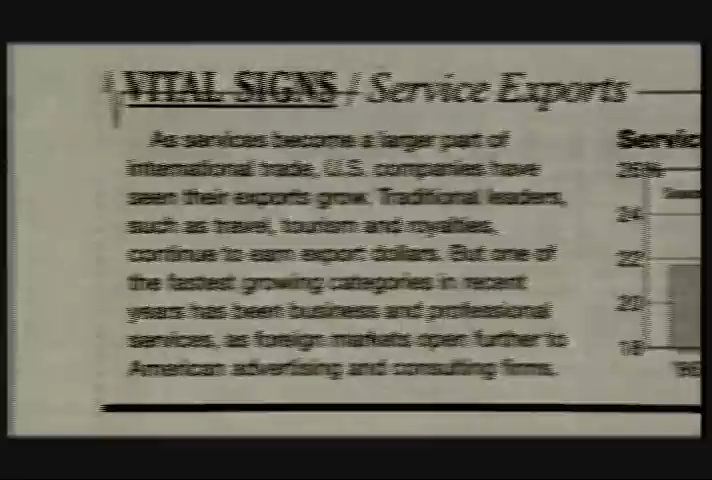 VITAL SIGNS / Service Exports
As services become a larger part of
international trade, U.S. companies have
seen their exports grow. Traditional leaders,
such as travel, tourism and royalties,
continue to earn export dollars. But one of
the fastest growing categories in recent
years has been business and professional
services, as foreign markets open further to
American advertising and consulting firms.
Servic
25%
24
22
20
18